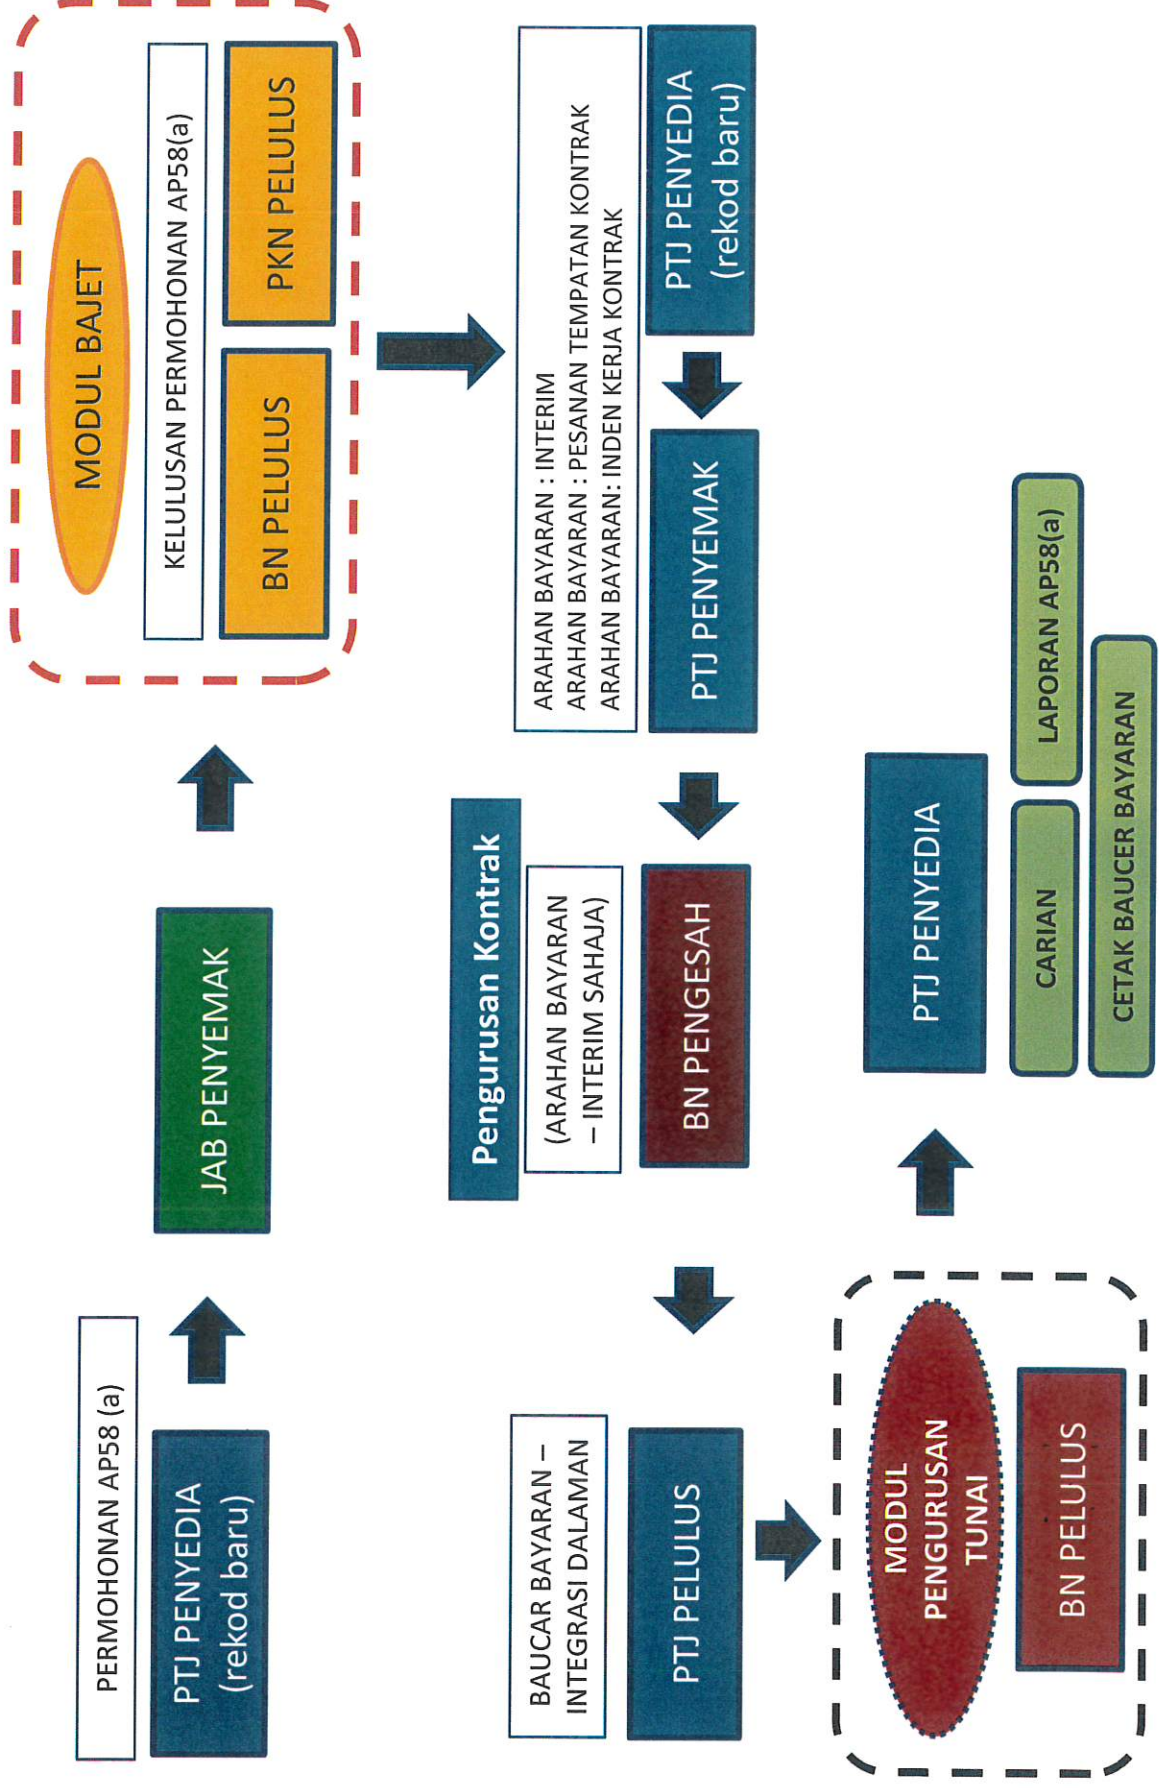 PERMOHONAN AP58 (a)
PTJ PENYEDIA
(rekod baru)
JAB PENYEMAK
MODUL BAJET
KELULUSAN PERMOHONAN AP58(a)
BN PELULUS
PKN PELULUS
ARAHAN BAYARAN : INTERIM
ARAHAN BAYARAN : PESANAN TEMPATAN KONTRAK
ARAHAN BAYARAN: INDEN KERJA KONTRAK
PTJ PENYEDIA
(rekod baru)
PTJ PENYEMAK
Pengurusan Kontrak
(ARAHAN BAYARAN
– INTERIM SAHAJA)
BN PENGESAH
BAUCAR BAYARAN –
INTEGRASI DALAMAN
PTJ PELULUS
MODUL
PENGURUSAN
TUNAI
BN PELULUS
PTJ PENYEDIA
CARIAN
LAPORAN AP58(a)
CETAK BAUCER BAYARAN